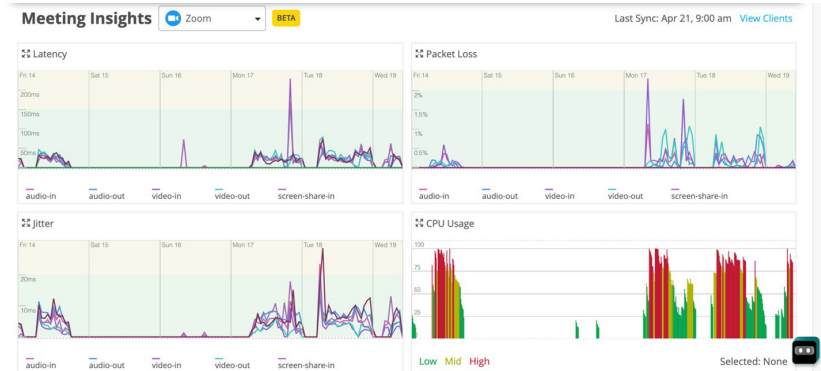 Meeting Insights Zoom BETA Last Sync: Apr 21, 9:00 am View Clients
Latency
Fri 14 Sat 15 Sun 16 Mon 17 Tue 18 Wed 19
200ms
150ms
100ms
50ms
audio-in audio-out video-in video-out screen-share-in
Packet Loss
Fri 14 Sat 15 Sun 16 Mon 17 Tue 18 Wed 19
2%
1.5%
1%
0.5%
audio-in audio-out video-in video-out screen-share-in
Jitter
Fri 14 Sat 15 Sun 16 Mon 17 Tue 18 Wed 19
20ms
10ms
audio-in audio-out video-in video-out screen-share-in
CPU Usage
100
75
50
25
Low Mid High Selected: None